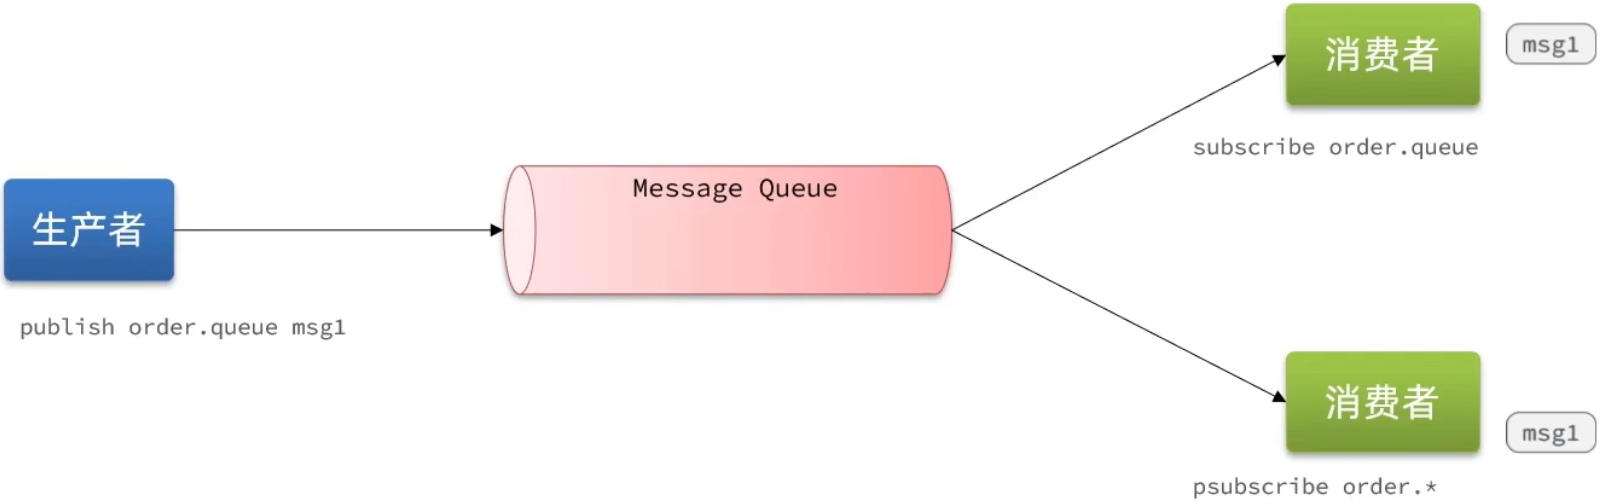 生产者
publish order.queue msg1
Message Queue
消费者
msg1
subscribe order.queue
消费者
msg1
psubscribe order.*